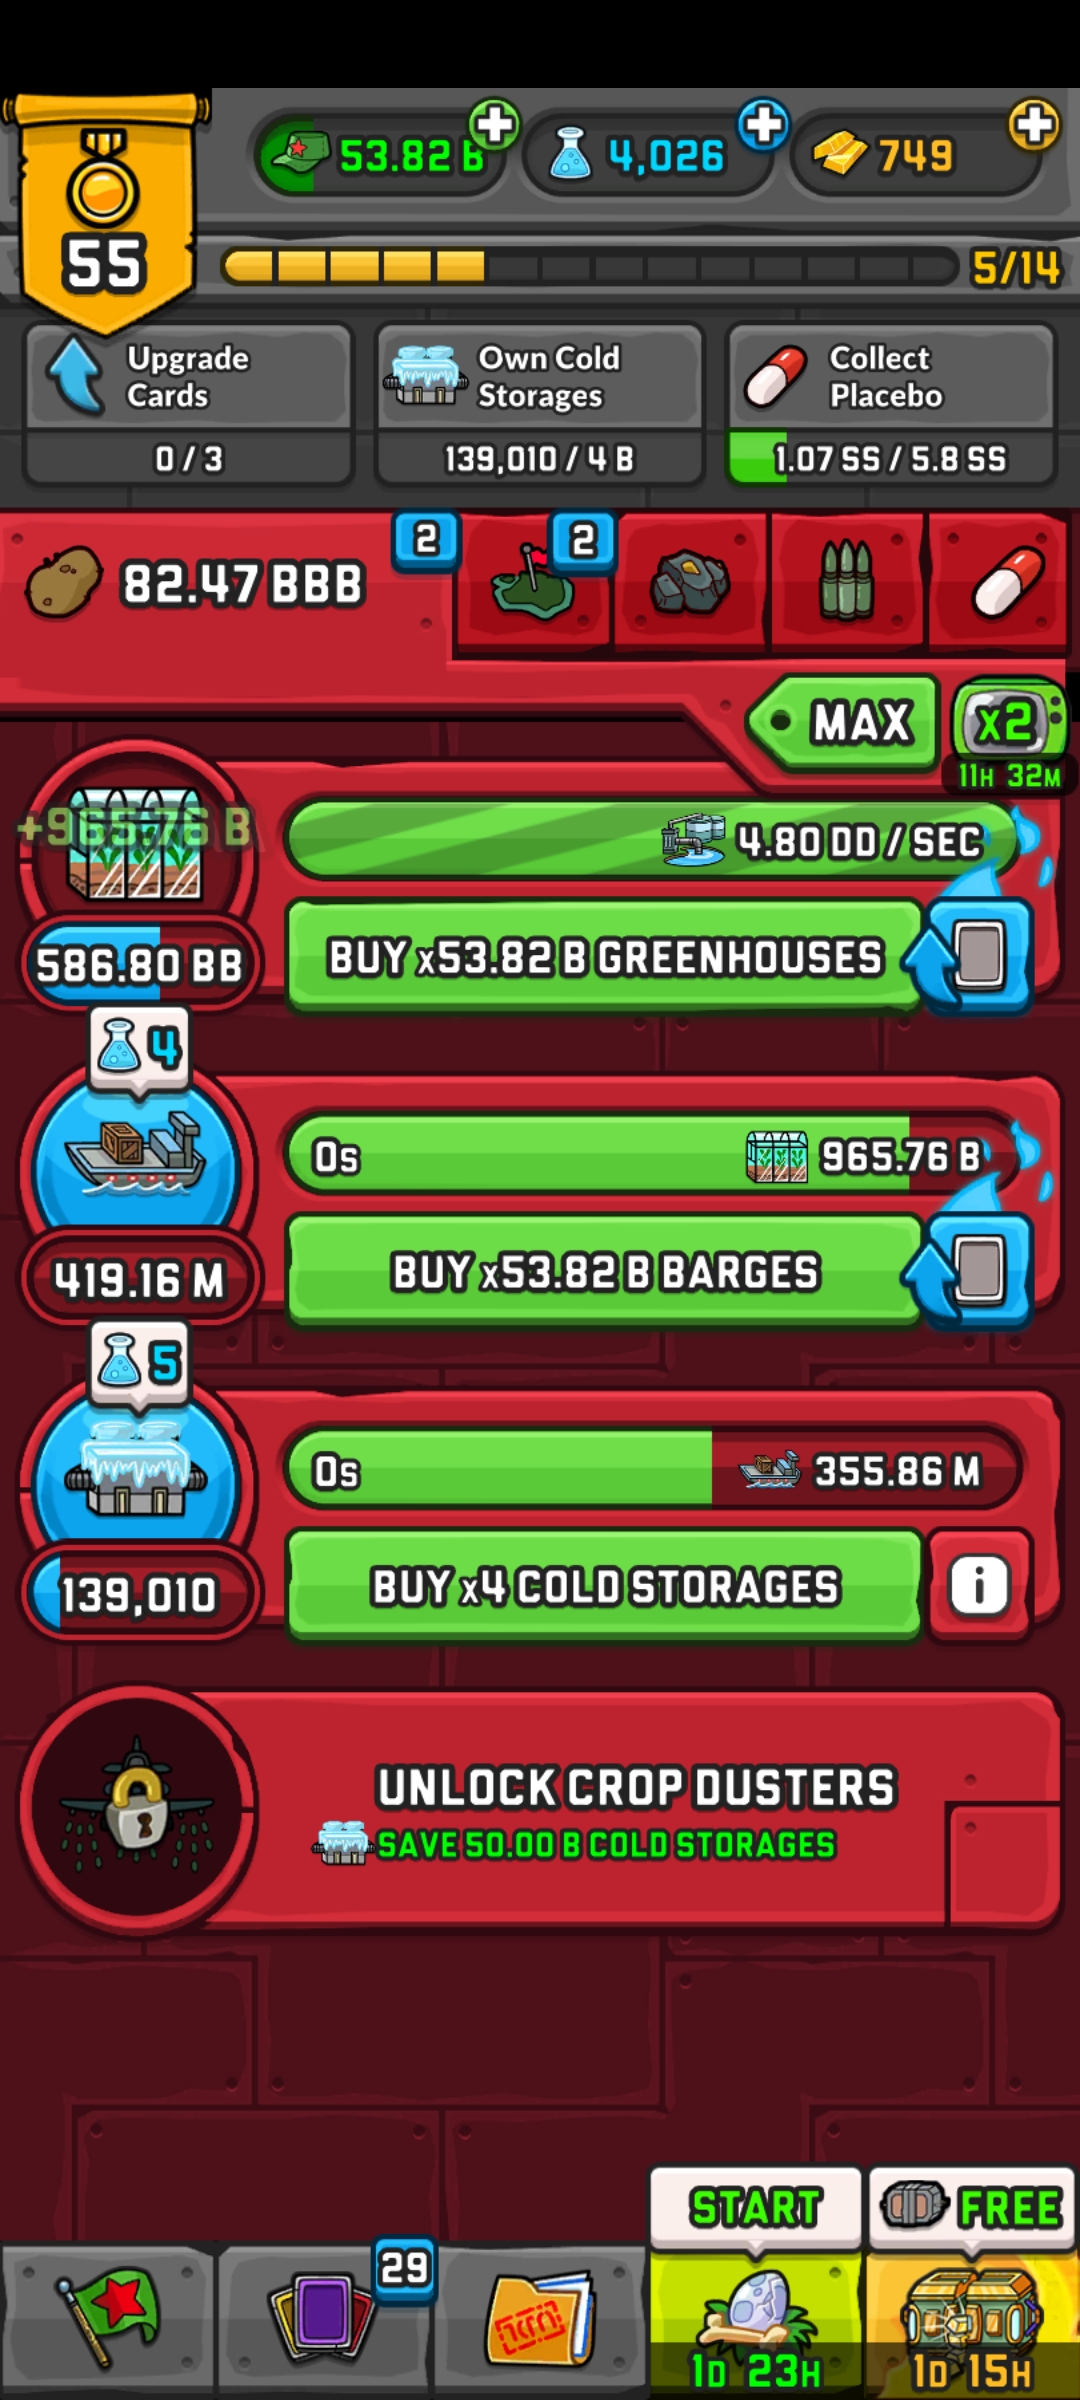 53.82 B
4,026
749
55
5/14
Upgrade
Cards
0 / 3
Own Cold
Storages
139,010 / 4 B
Collect
Placebo
1.07 SS / 5.8 SS
82.47 BBB
2
2
MAX
x2
11H 32M
+965.76 B
4.80 DD / SEC
586.80 BB
BUY x53.82 B GREENHOUSES
4
0s
965.76 B
419.16 M
BUY x53.82 B BARGES
5
0s
355.86 M
139,010
BUY x4 COLD STORAGES
i
UNLOCK CROP DUSTERS
SAVE 50.00 B COLD STORAGES
START
FREE
29
1D 23H
1D 15H